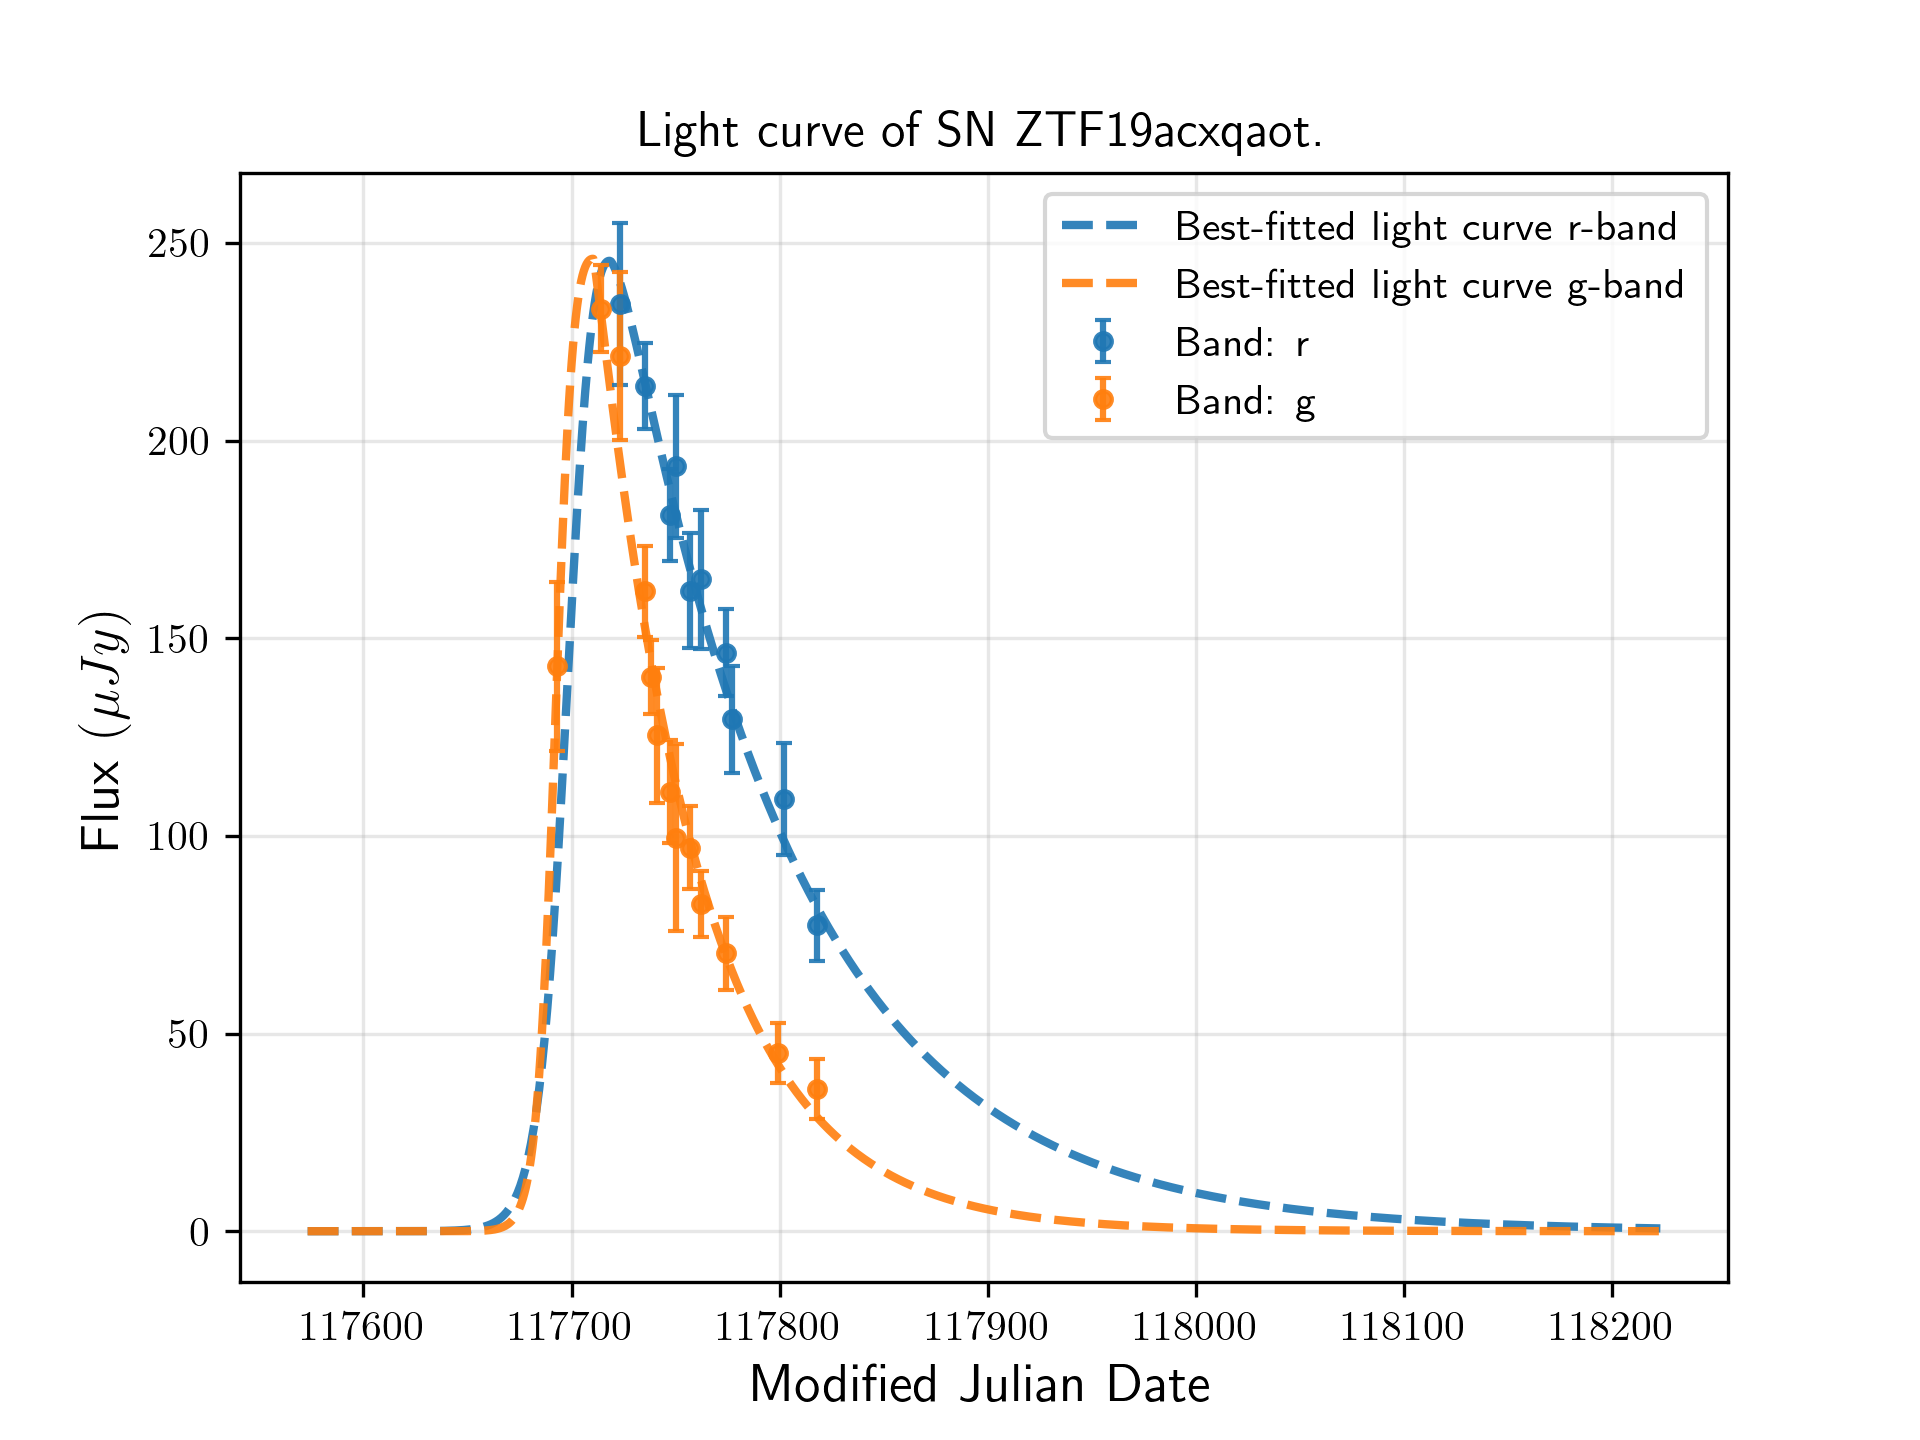 Light curve of SN ZTF19acxqaot.
Best-fitted light curve r-band
Best-fitted light curve g-band
Band: r
Band: g
250
200
150
100
50
0
Flux (μJy)
117600 117700 117800 117900 118000 118100 118200
Modified Julian Date